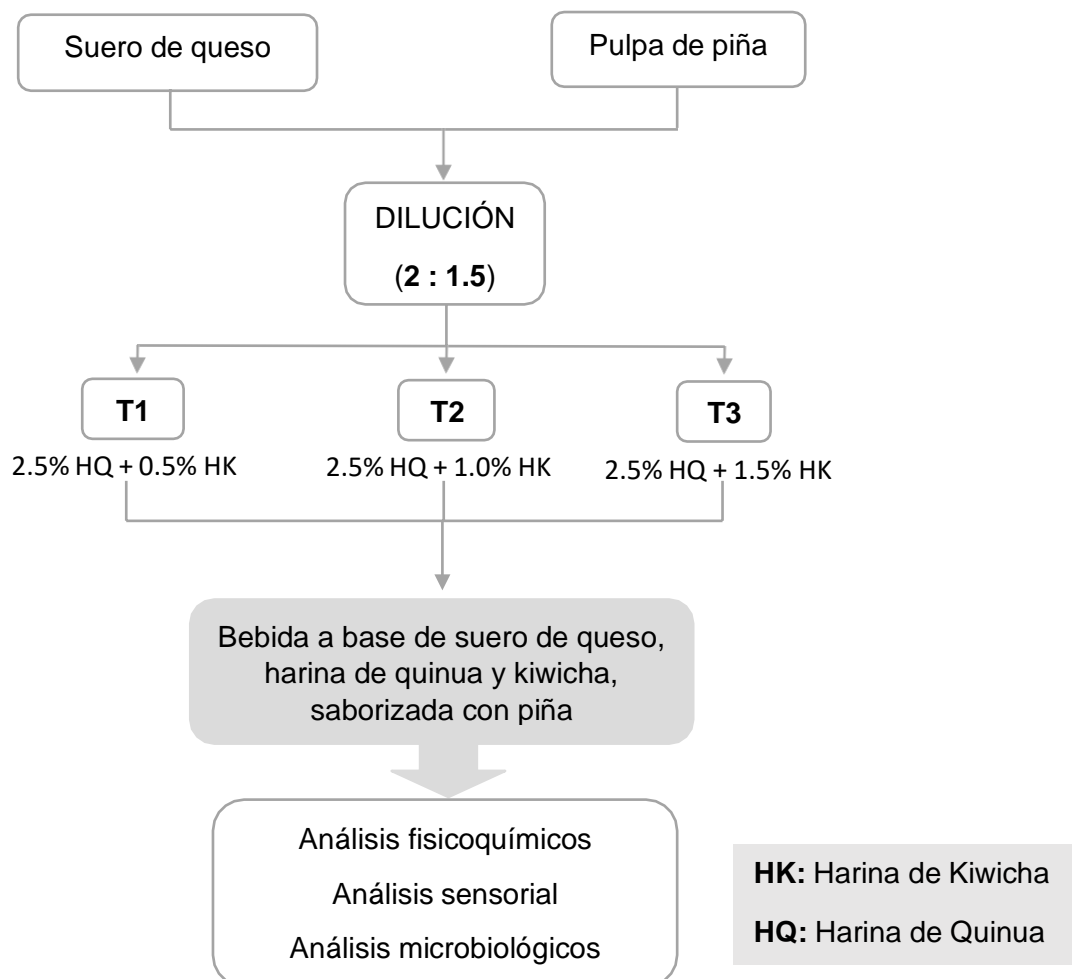 Suero de queso
Pulpa de piña
DILUCIÓN
(2 : 1.5)
T1
T2
T3
2.5% HQ + 0.5% HK
2.5% HQ + 1.0% HK
2.5% HQ + 1.5% HK
Bebida a base de suero de queso,
harina de quinua y kiwicha,
saborizada con piña
Análisis fisicoquímicos
Análisis sensorial
Análisis microbiológicos
HK: Harina de Kiwicha
HQ: Harina de Quinua